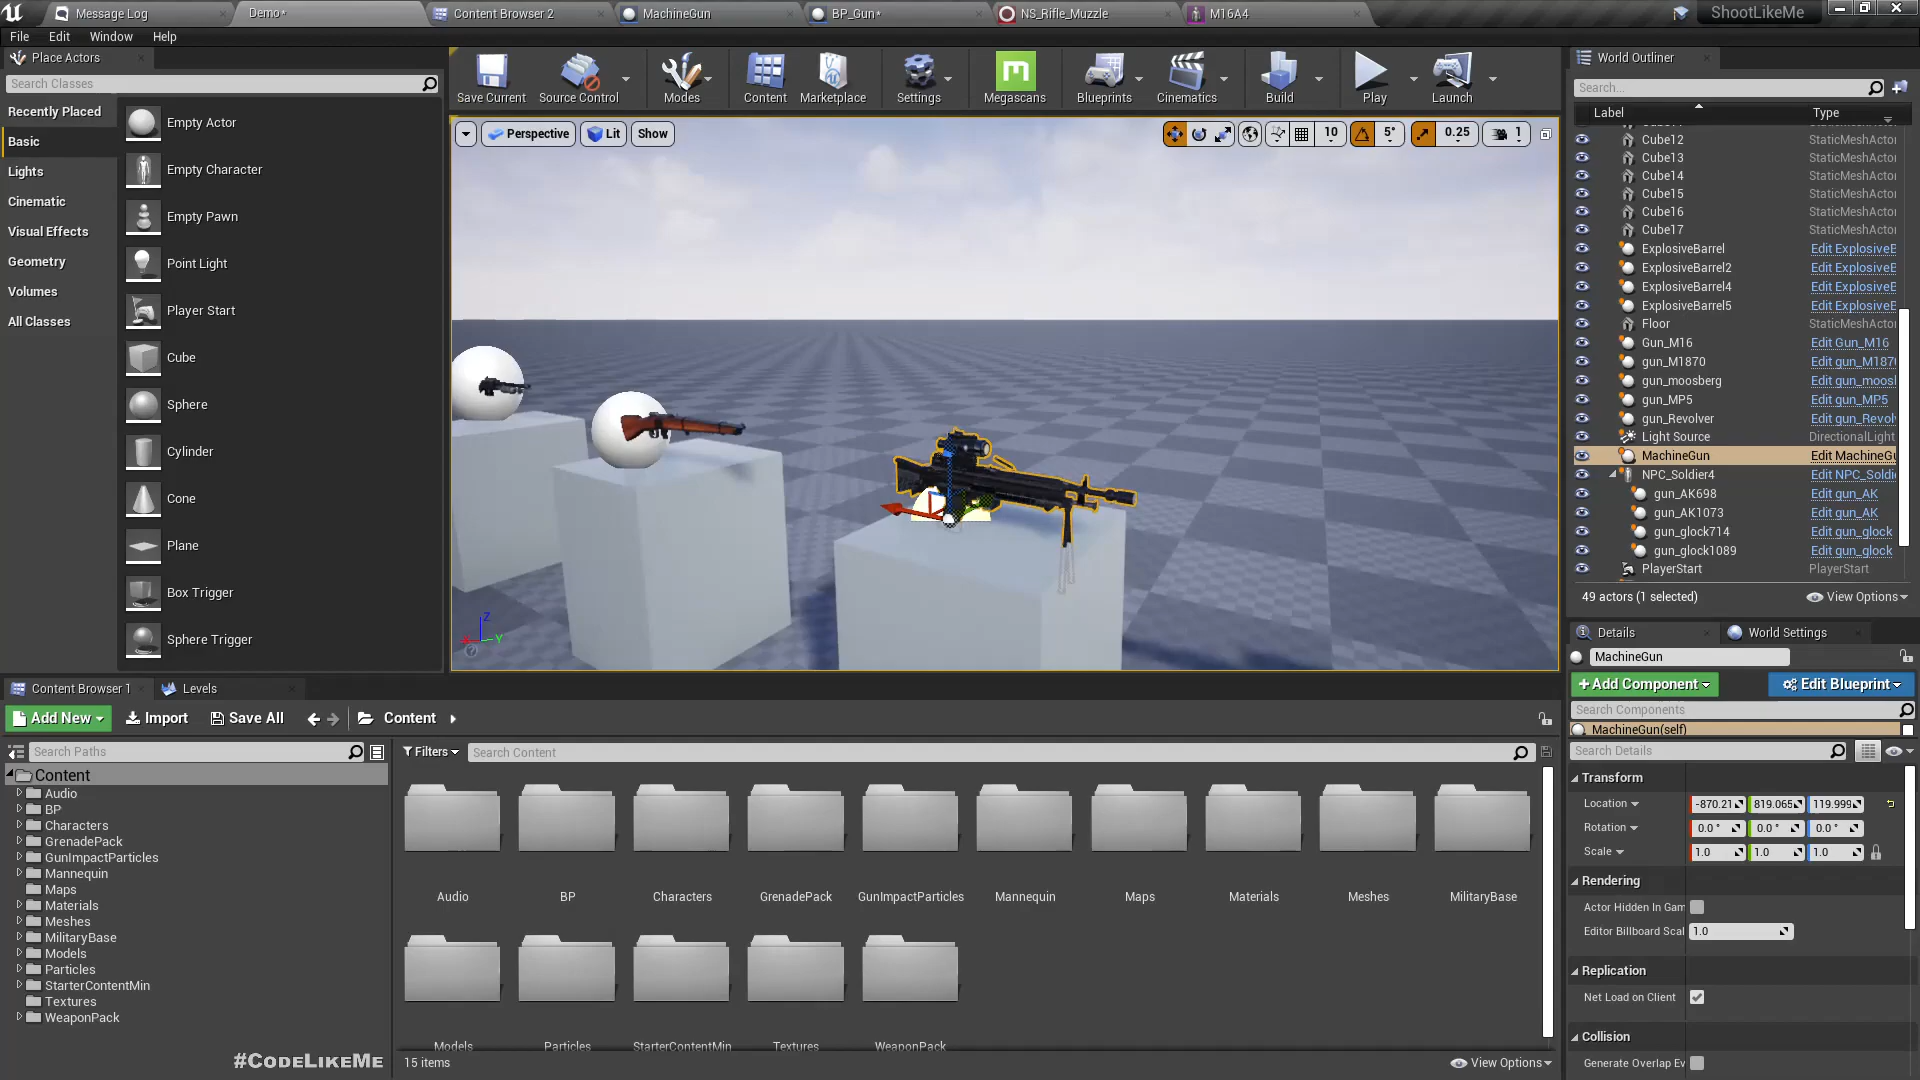 Message Log
Demo*
Content Browser 2
MachineGun
BP_Gun*
NS_Rifle_Muzzle
M16A4
ShootLikeMe
File
Edit
Window
Help
Place Actors
Search Classes
Recently Placed
Basic
Lights
Cinematic
Visual Effects
Geometry
Volumes
All Classes
Empty Actor
Empty Character
Empty Pawn
Point Light
Player Start
Cube
Sphere
Cylinder
Cone
Plane
Box Trigger
Sphere Trigger
Save Current
Source Control
Modes
Content
Marketplace
Settings
Megascans
Blueprints
Cinematics
Build
Play
Launch
Perspective
Lit
Show
10
5°
0.25
1
Z
Y
World Outliner
Search...
Label
Type
Cube12 StaticMeshActor
Cube13 StaticMeshActor
Cube14 StaticMeshActor
Cube15 StaticMeshActor
Cube16 StaticMeshActor
Cube17 StaticMeshActor
ExplosiveBarrel Edit ExplosiveB
ExplosiveBarrel2 Edit ExplosiveB
ExplosiveBarrel4 Edit ExplosiveB
ExplosiveBarrel5 Edit ExplosiveB
Floor StaticMeshActor
Gun_M16 Edit Gun_M16
gun_M1870 Edit gun_M1870
gun_moosberg Edit gun_moosl
gun_MP5 Edit gun_MP5
gun_Revolver Edit gun_Revol
Light Source DirectionalLight
MachineGun Edit MachineGu
NPC_Soldier4 Edit NPC_Soldi
gun_AK698 Edit gun_AK
gun_AK1073 Edit gun_AK
gun_glock714 Edit gun_glock
gun_glock1089 Edit gun_glock
PlayerStart PlayerStart
49 actors (1 selected)
View Options
Details
World Settings
MachineGun
+Add Component
Edit Blueprint
Search Components
MachineGun(self)
Search Details
Transform
Location -870.21 819.065 119.999
Rotation 0.0 ° 0.0 ° 0.0 °
Scale 1.0 1.0 1.0
Rendering
Actor Hidden In Gam
Editor Billboard Scal 1.0
Replication
Net Load on Client
Collision
Generate Overlap Ev
Content Browser 1
Levels
Add New
Import
Save All
Content
Search Paths
Filters
Search Content
Content
Audio
BP
Characters
GrenadePack
GunImpactParticles
Mannequin
Maps
Materials
Meshes
MilitaryBase
Models
Particles
StarterContentMin
Textures
WeaponPack
Audio
BP
Characters
GrenadePack
GunImpactParticles
Mannequin
Maps
Materials
Meshes
MilitaryBase
Models
Particles
StarterContentMin
Textures
WeaponPack
15 items
View Options
#CodeLikeMe